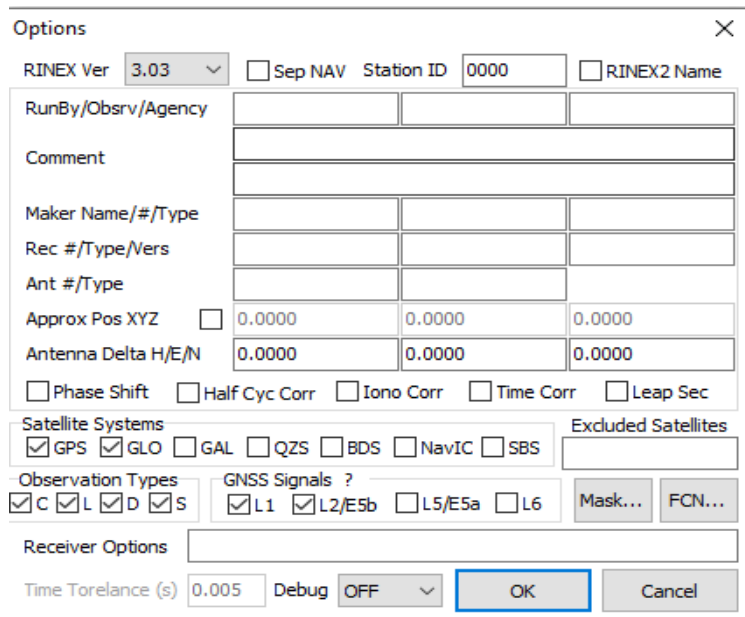 Options
RINEX Ver 3.03 Sep NAV Station ID 0000 RINEX2 Name
RunBy/Obsrv/Agency
Comment
Maker Name/#/Type
Rec #/Type/Vers
Ant #/Type
Approx Pos XYZ 0.0000 0.0000 0.0000
Antenna Delta H/E/N 0.0000 0.0000 0.0000
Phase Shift Half Cyc Corr Iono Corr Time Corr Leap Sec
Satellite Systems Excluded Satellites
GPS GLO GAL QZS BDS NavIC SBS
Observation Types GNSS Signals ?
C L D S L1 L2/E5b L5/E5a L6 Mask... FCN...
Receiver Options
Time Torelance (s) 0.005 Debug OFF OK Cancel